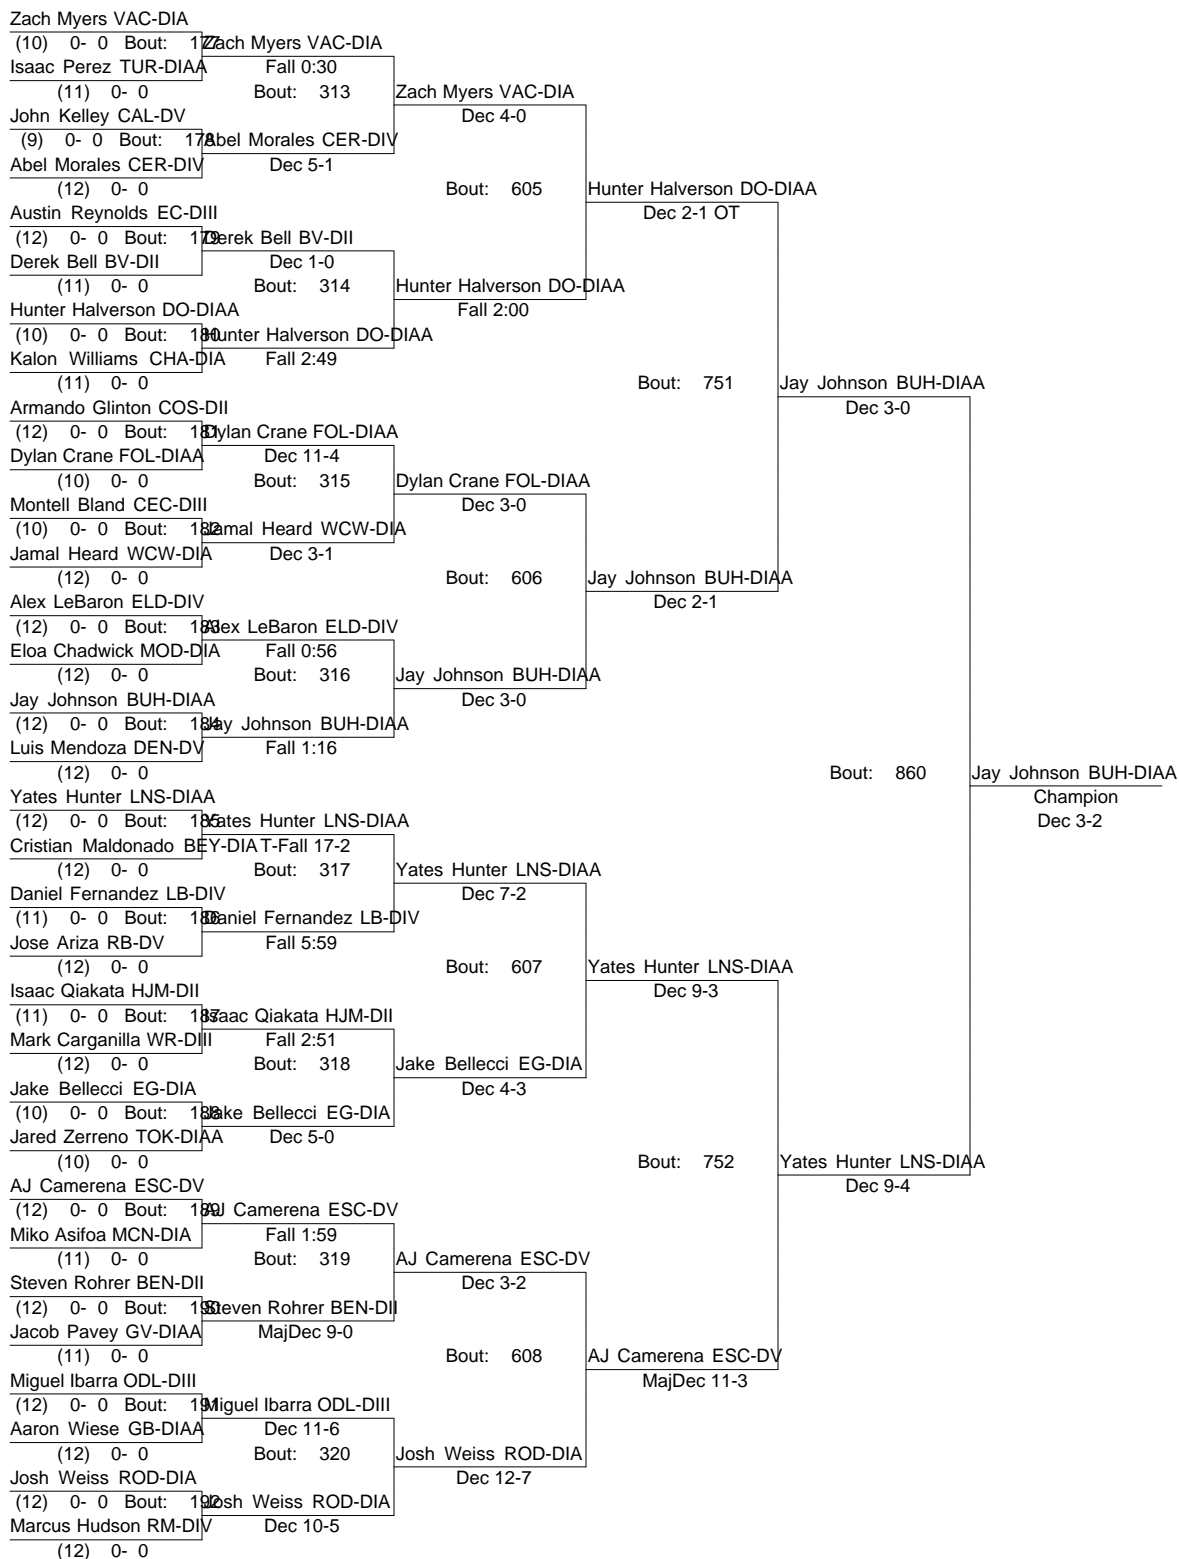 Zach Myers VAC-DIA
(10) 0- 0 Bout: 177 Zach Myers VAC-DIA
Isaac Perez TUR-DIAA Fall 0:30
(11) 0- 0 Bout: 313 Zach Myers VAC-DIA
John Kelley CAL-DV Dec 4-0
(9) 0- 0 Bout: 178 Abel Morales CER-DIV
Abel Morales CER-DIV Dec 5-1
(12) 0- 0 Bout: 605 Hunter Halverson DO-DIAA
Austin Reynolds EC-DIII Dec 2-1 OT
(12) 0- 0 Bout: 179 Derek Bell BV-DII
Derek Bell BV-DII Dec 1-0
(11) 0- 0 Bout: 314 Hunter Halverson DO-DIAA
Hunter Halverson DO-DIAA Fall 2:00
(10) 0- 0 Bout: 180 Hunter Halverson DO-DIAA
Kalon Williams CHA-DIA Fall 2:49
(11) 0- 0 Bout: 751 Jay Johnson BUH-DIAA
Armando Glinton COS-DII Dec 3-0
(12) 0- 0 Bout: 181 Dylan Crane FOL-DIAA
Dylan Crane FOL-DIAA Dec 11-4
(10) 0- 0 Bout: 315 Dylan Crane FOL-DIAA
Montell Bland CEC-DIII Dec 3-0
(10) 0- 0 Bout: 182 Jamal Heard WCW-DIA
Jamal Heard WCW-DIA Dec 3-1
(12) 0- 0 Bout: 606 Jay Johnson BUH-DIAA
Alex LeBaron ELD-DIV Dec 2-1
(12) 0- 0 Bout: 183 Alex LeBaron ELD-DIV
Eloa Chadwick MOD-DIA Fall 0:56
(12) 0- 0 Bout: 316 Jay Johnson BUH-DIAA
Jay Johnson BUH-DIAA Dec 3-0
(12) 0- 0 Bout: 184 Jay Johnson BUH-DIAA
Luis Mendoza DEN-DV Fall 1:16
(12) 0- 0 Bout: 860 Jay Johnson BUH-DIAA
Yates Hunter LNS-DIAA Champion
(12) 0- 0 Bout: 185 Yates Hunter LNS-DIAA Dec 3-2
Cristian Maldonado BEY-DIA T-Fall 17-2
(12) 0- 0 Bout: 317 Yates Hunter LNS-DIAA
Daniel Fernandez LB-DIV Dec 7-2
(11) 0- 0 Bout: 186 Daniel Fernandez LB-DIV
Jose Ariza RB-DV Fall 5:59
(12) 0- 0 Bout: 607 Yates Hunter LNS-DIAA
Isaac Qiakata HJM-DII Dec 9-3
(11) 0- 0 Bout: 187 Isaac Qiakata HJM-DII
Mark Carganilla WR-DIII Fall 2:51
(12) 0- 0 Bout: 318 Jake Bellecci EG-DIA
Jake Bellecci EG-DIA Dec 4-3
(10) 0- 0 Bout: 188 Jake Bellecci EG-DIA
Jared Zerreno TOK-DIAA Dec 5-0
(10) 0- 0 Bout: 752 Yates Hunter LNS-DIAA
AJ Camerena ESC-DV Dec 9-4
(12) 0- 0 Bout: 189 AJ Camerena ESC-DV
Miko Asifoa MCN-DIA Fall 1:59
(11) 0- 0 Bout: 319 AJ Camerena ESC-DV
Steven Rohrer BEN-DII Dec 3-2
(12) 0- 0 Bout: 190 Steven Rohrer BEN-DII
Jacob Pavey GV-DIAA MajDec 9-0
(11) 0- 0 Bout: 608 AJ Camerena ESC-DV
Miguel Ibarra ODL-DIII MajDec 11-3
(12) 0- 0 Bout: 191 Miguel Ibarra ODL-DIII
Aaron Wiese GB-DIAA Dec 11-6
(12) 0- 0 Bout: 320 Josh Weiss ROD-DIA
Josh Weiss ROD-DIA Dec 12-7
(12) 0- 0 Bout: 192 Josh Weiss ROD-DIA
Marcus Hudson RM-DIV Dec 10-5
(12) 0- 0